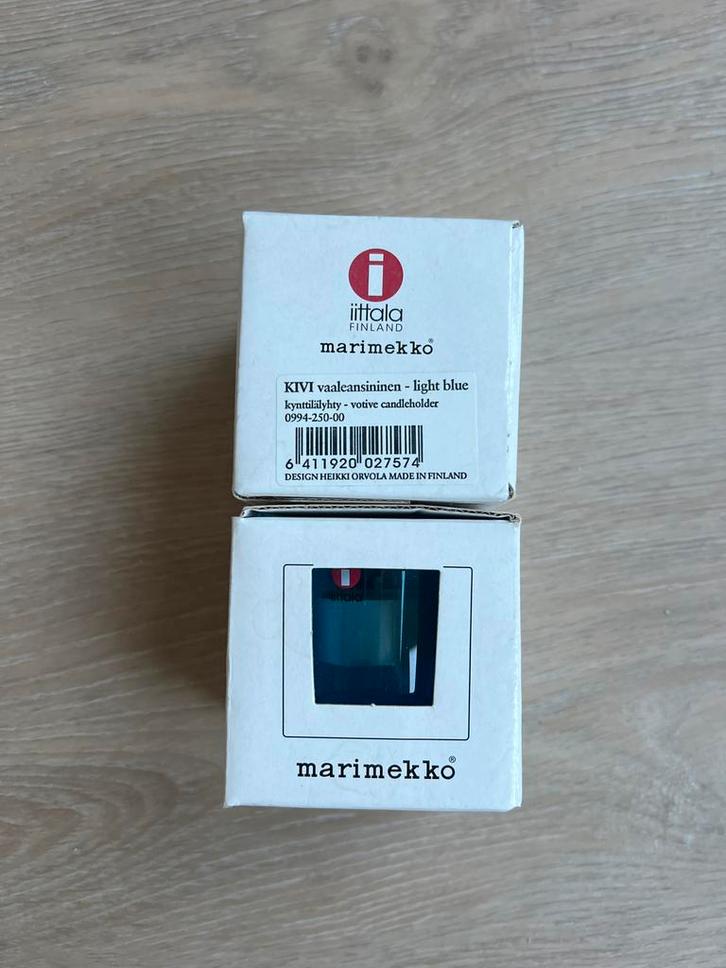 i
iittala
FINLAND
marimekko®
KIVI vaaleansininen - light blue
kynttilälyhty - votive candleholder
0994-250-00
6 411920 027574
DESIGN HEIKKI ORVOLA MADE IN FINLAND
i
iittala
marimekko®